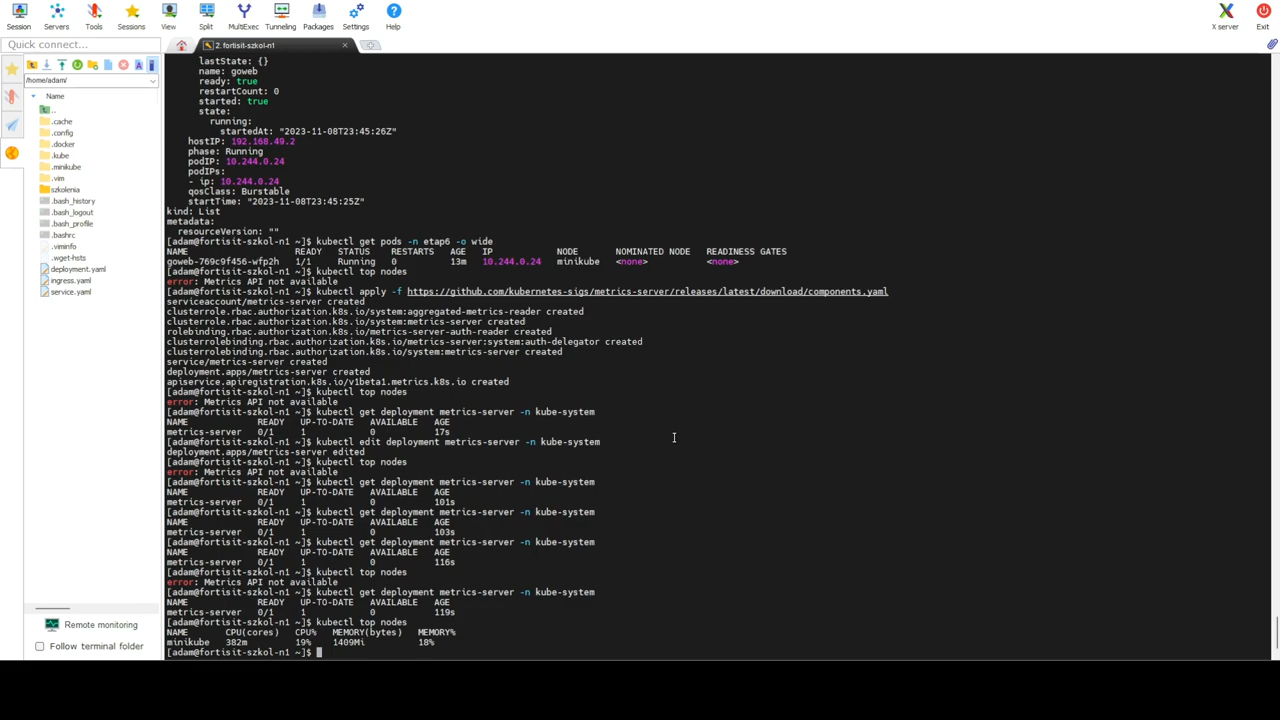 Session Servers Tools Sessions View Split MultiExec Tunneling Packages Settings Help X server Exit
Quick connect...
2. fortisit-szkol-n1
/home/adam/
Name
..
.cache
.config
.docker
.kube
.minikube
.vim
szkolenia
.bash_history
.bash_logout
.bash_profile
.bashrc
.viminfo
.wget-hsts
deployment.yaml
ingress.yaml
service.yaml
Remote monitoring
Follow terminal folder
lastState: {}
name: goweb
ready: true
restartCount: 0
started: true
state:
running:
startedAt: "2023-11-08T23:45:26Z"
hostIP: 192.168.49.2
phase: Running
podIP: 10.244.0.24
podIPs:
- ip: 10.244.0.24
qosClass: Burstable
startTime: "2023-11-08T23:45:25Z"
kind: List
metadata:
resourceVersion: ""
[adam@fortisit-szkol-n1 ~]$ kubectl get pods -n etap6 -o wide
NAME READY STATUS RESTARTS AGE IP NODE NOMINATED NODE READINESS GATES
goweb-769c9f456-wfp2h 1/1 Running 0 13m 10.244.0.24 minikube <none> <none>
[adam@fortisit-szkol-n1 ~]$ kubectl top nodes
error: Metrics API not available
[adam@fortisit-szkol-n1 ~]$ kubectl apply -f https://github.com/kubernetes-sigs/metrics-server/releases/latest/download/components.yaml
serviceaccount/metrics-server created
clusterrole.rbac.authorization.k8s.io/system:aggregated-metrics-reader created
clusterrole.rbac.authorization.k8s.io/system:metrics-server created
rolebinding.rbac.authorization.k8s.io/metrics-server-auth-reader created
clusterrolebinding.rbac.authorization.k8s.io/metrics-server:system:auth-delegator created
clusterrolebinding.rbac.authorization.k8s.io/system:metrics-server created
service/metrics-server created
deployment.apps/metrics-server created
apiservice.apiregistration.k8s.io/v1beta1.metrics.k8s.io created
[adam@fortisit-szkol-n1 ~]$ kubectl top nodes
error: Metrics API not available
[adam@fortisit-szkol-n1 ~]$ kubectl get deployment metrics-server -n kube-system
NAME READY UP-TO-DATE AVAILABLE AGE
metrics-server 0/1 1 0 17s
[adam@fortisit-szkol-n1 ~]$ kubectl edit deployment metrics-server -n kube-system
deployment.apps/metrics-server edited
[adam@fortisit-szkol-n1 ~]$ kubectl top nodes
error: Metrics API not available
[adam@fortisit-szkol-n1 ~]$ kubectl get deployment metrics-server -n kube-system
NAME READY UP-TO-DATE AVAILABLE AGE
metrics-server 0/1 1 0 101s
[adam@fortisit-szkol-n1 ~]$ kubectl get deployment metrics-server -n kube-system
NAME READY UP-TO-DATE AVAILABLE AGE
metrics-server 0/1 1 0 103s
[adam@fortisit-szkol-n1 ~]$ kubectl get deployment metrics-server -n kube-system
NAME READY UP-TO-DATE AVAILABLE AGE
metrics-server 0/1 1 0 116s
[adam@fortisit-szkol-n1 ~]$ kubectl top nodes
error: Metrics API not available
[adam@fortisit-szkol-n1 ~]$ kubectl get deployment metrics-server -n kube-system
NAME READY UP-TO-DATE AVAILABLE AGE
metrics-server 0/1 1 0 119s
[adam@fortisit-szkol-n1 ~]$ kubectl top nodes
NAME CPU(cores) CPU% MEMORY(bytes) MEMORY%
minikube 382m 19% 1409Mi 18%
[adam@fortisit-szkol-n1 ~]$